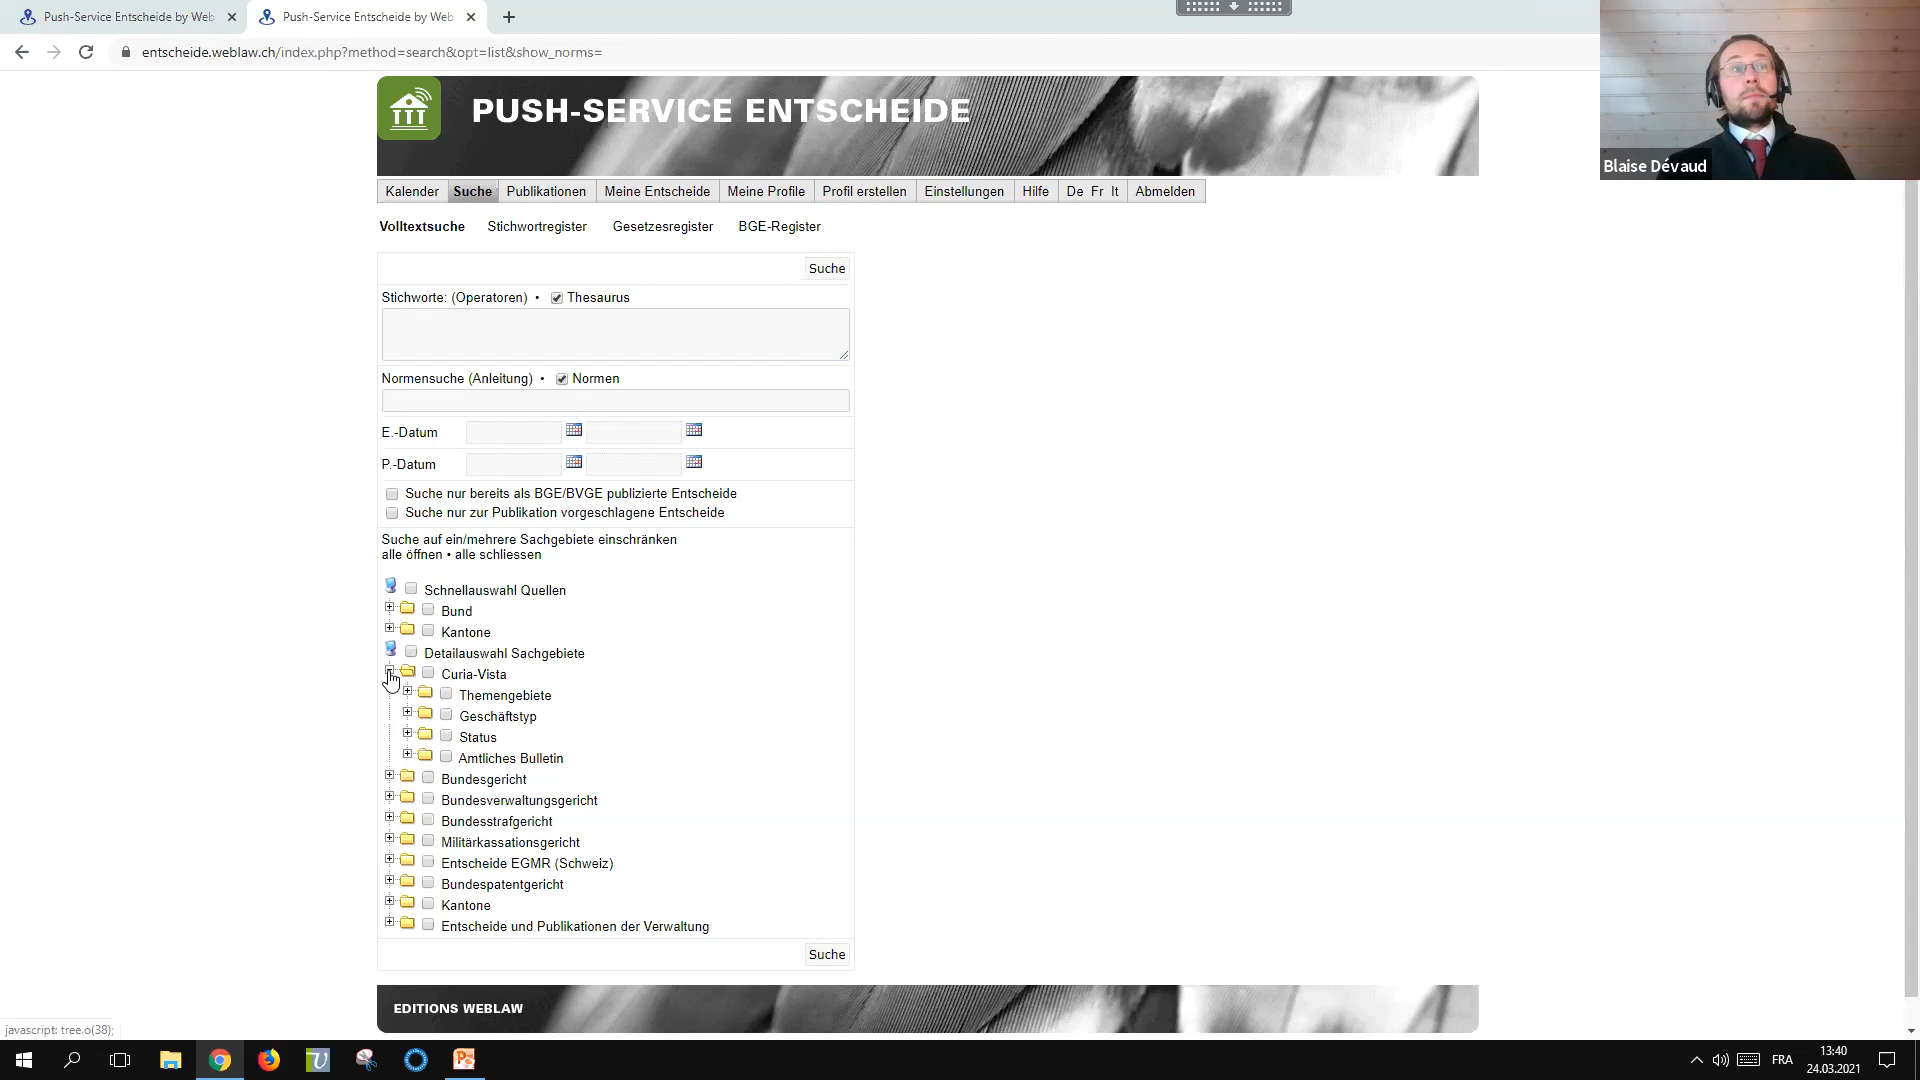 Push-Service Entscheide by Web
Push-Service Entscheide by Web
entscheide.weblaw.ch/index.php?method=search&opt=list&show_norms=
Blaise Dévaud
PUSH-SERVICE ENTSCHEIDE
Kalender Suche Publikationen Meine Entscheide Meine Profile Profil erstellen Einstellungen Hilfe De Fr It Abmelden
Volltextsuche Stichwortregister Gesetzesregister BGE-Register
Suche
Stichworte: (Operatoren) • Thesaurus
Normensuche (Anleitung) • Normen
E.-Datum
P.-Datum
Suche nur bereits als BGE/BVGE publizierte Entscheide
Suche nur zur Publikation vorgeschlagene Entscheide
Suche auf ein/mehrere Sachgebiete einschränken
alle öffnen • alle schliessen
Schnellauswahl Quellen
Bund
Kantone
Detailauswahl Sachgebiete
Curia-Vista
Themengebiete
Geschäftstyp
Status
Amtliches Bulletin
Bundesgericht
Bundesverwaltungsgericht
Bundesstrafgericht
Militärkassationsgericht
Entscheide EGMR (Schweiz)
Bundespatentgericht
Kantone
Entscheide und Publikationen der Verwaltung
Suche
EDITIONS WEBLAW
javascript: tree.o(38);
FRA
13:40
24.03.2021